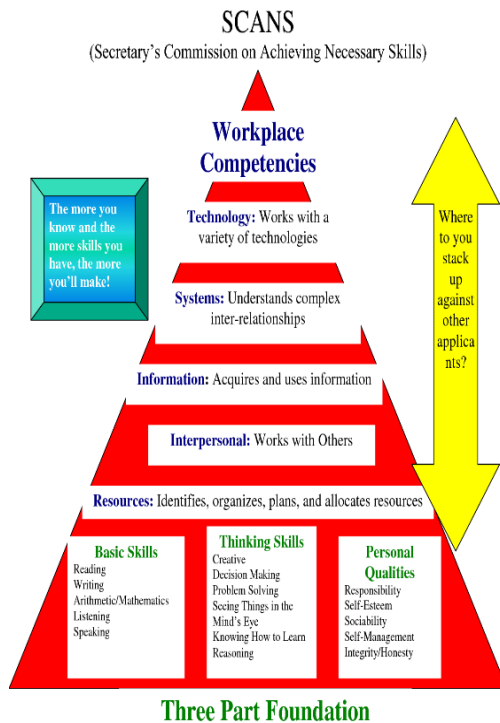 SCANS
(Secretary's Commission on Achieving Necessary Skills)
Workplace
Competencies
The more you
know and the
more skills you
have, the more
you'll make!
Technology: Works with a
variety of technologies
Where
to you
stack
up
against
other
applica
nts?
Systems: Understands complex
inter-relationships
Information: Acquires and uses information
Interpersonal: Works with Others
Resources: Identifies, organizes, plans, and allocates resources
Basic Skills
Reading
Writing
Arithmetic/Mathematics
Listening
Speaking
Thinking Skills
Creative
Decision Making
Problem Solving
Seeing Things in the
Mind's Eye
Knowing How to Learn
Reasoning
Personal
Qualities
Responsibility
Self-Esteem
Sociability
Self-Management
Integrity/Honesty
Three Part Foundation